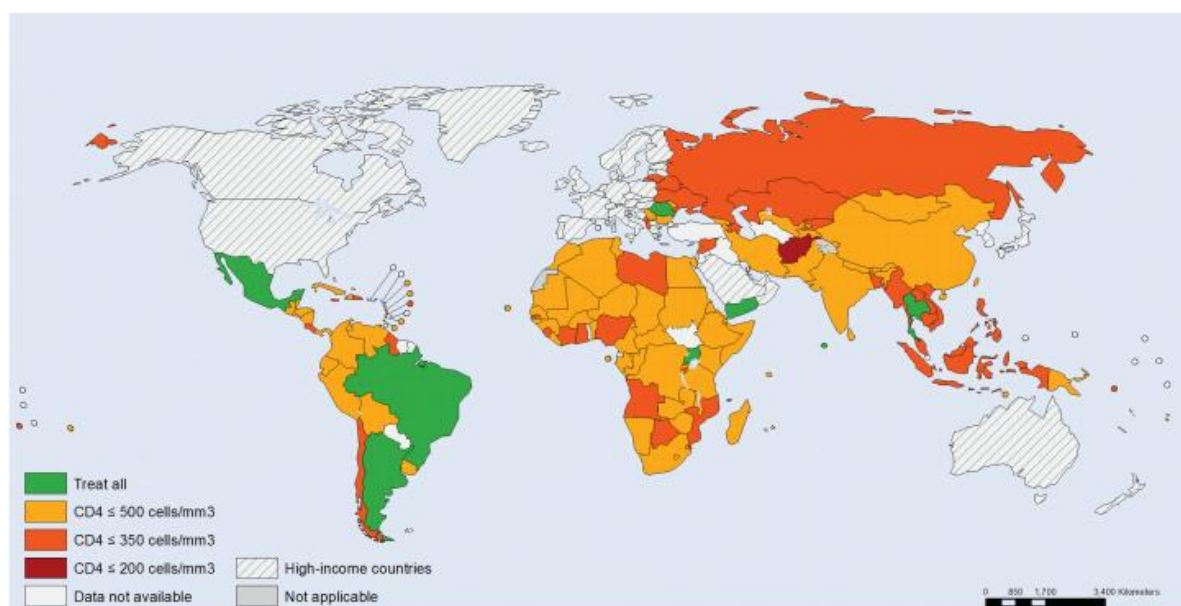 Treat all
CD4 ≤ 500 cells/mm3
CD4 ≤ 350 cells/mm3
CD4 ≤ 200 cells/mm3
High-income countries
Data not available
Not applicable
0 850 1,700 3,400 Kilometers